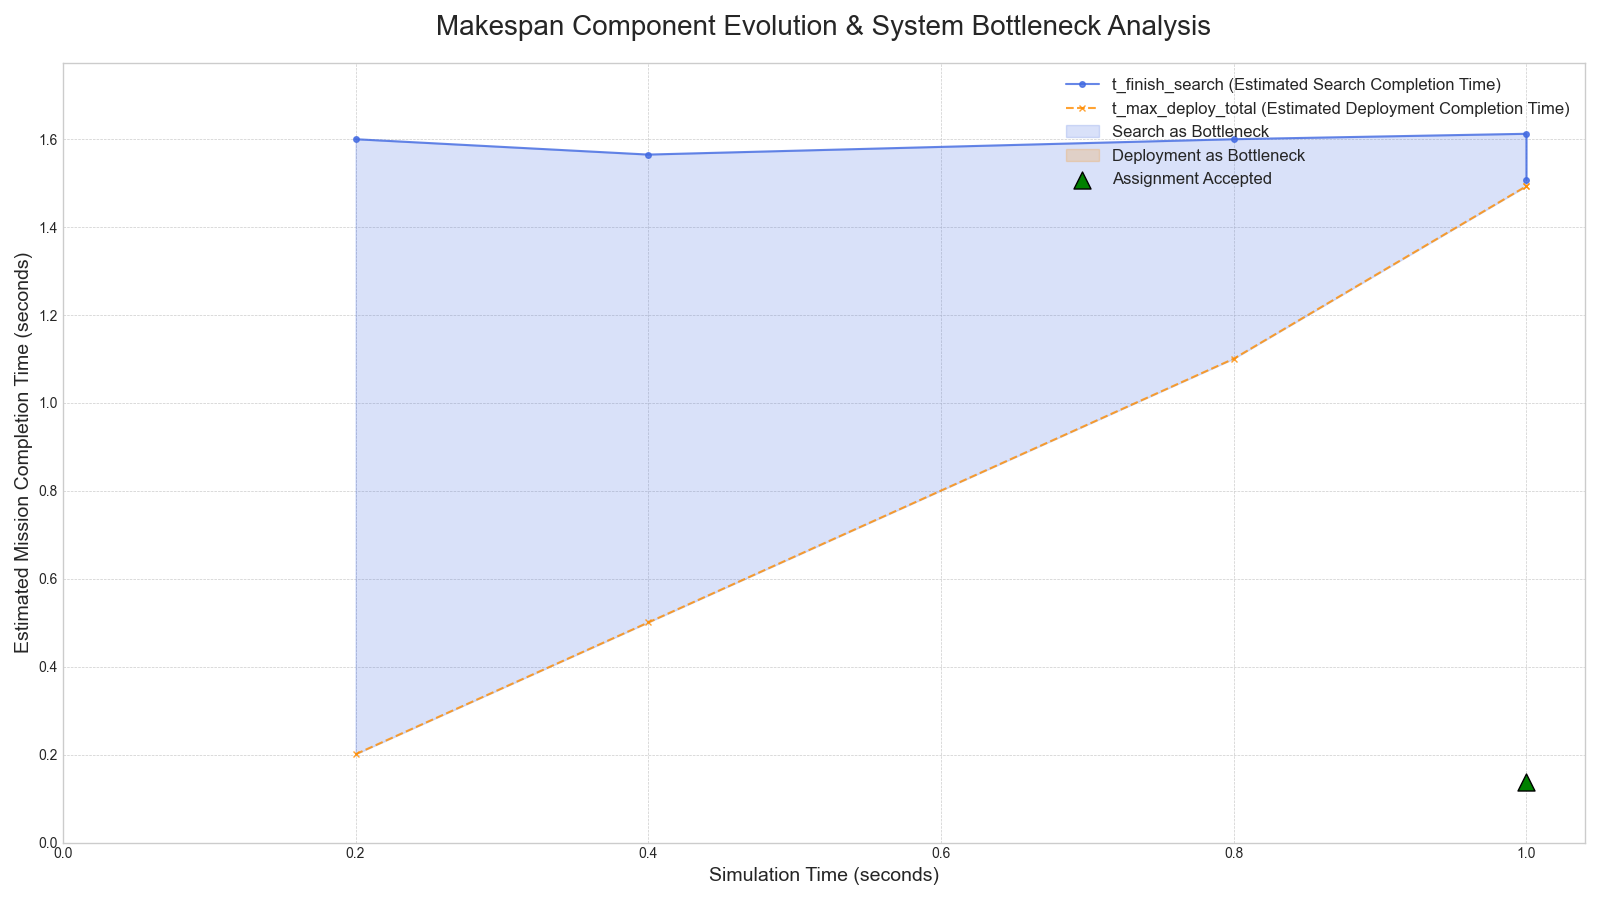 Makespan Component Evolution & System Bottleneck Analysis
t_finish_search (Estimated Search Completion Time)
t_max_deploy_total (Estimated Deployment Completion Time)
Search as Bottleneck
Deployment as Bottleneck
Assignment Accepted
Estimated Mission Completion Time (seconds)
1.6
1.4
1.2
1.0
0.8
0.6
0.4
0.2
0.0
0.0 0.2 0.4 0.6 0.8 1.0
Simulation Time (seconds)